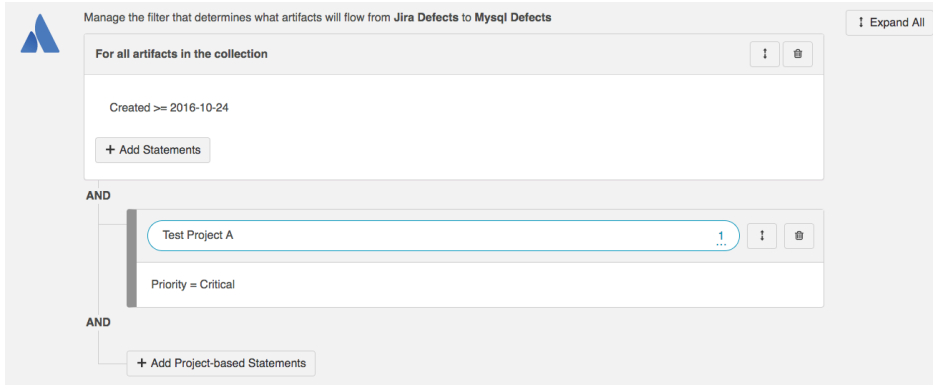 Manage the filter that determines what artifacts will flow from Jira Defects to Mysql Defects
Expand All
For all artifacts in the collection
Created >= 2016-10-24
+ Add Statements
AND
Test Project A 1
Priority = Critical
AND
+ Add Project-based Statements